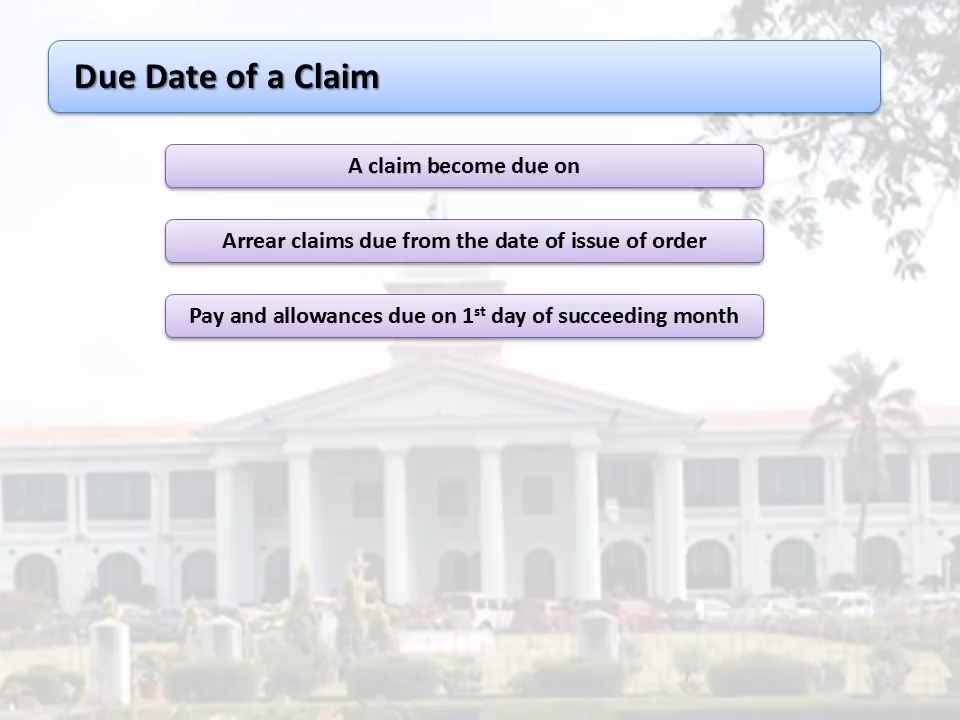 Due Date of a Claim
A claim become due on
Arrear claims due from the date of issue of order
Pay and allowances due on 1st day of succeeding month